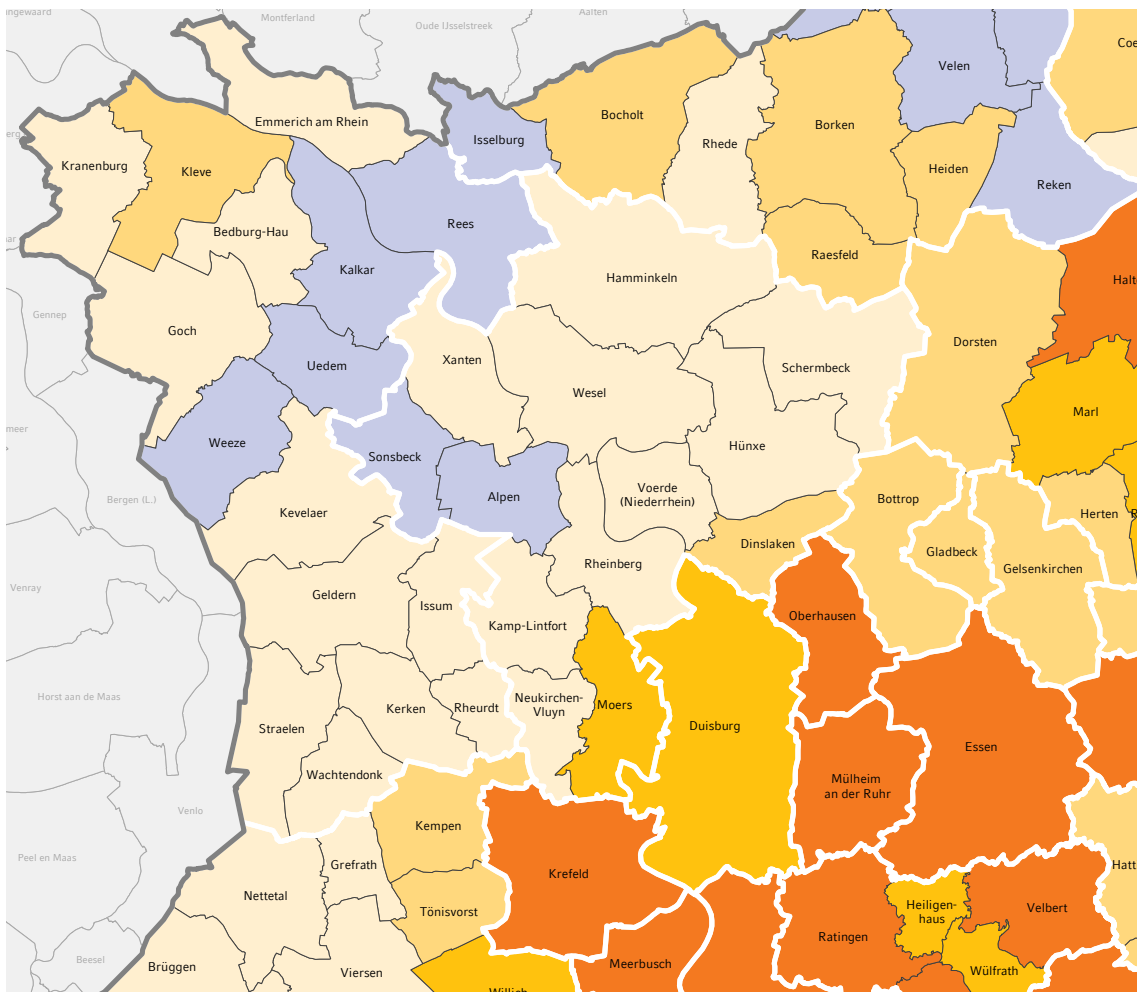 ingewaard
Montferland
Oude IJsselstreek
Aalten
Coe
Velen
Emmerich am Rhein
Bocholt
Borken
Isselburg
Rhede
Kranenburg
Kleve
Heiden
Reken
Rees
Bedburg-Hau
Raesfeld
Kalkar
Hamminkeln
Halt
Gennep
Goch
Dorsten
Xanten
Uedem
Schermbeck
Wesel
Marl
meer
Weeze
Hünxe
Sonsbeck
Voerde
(Niederrhein)
Alpen
Bergen (L.)
Bottrop
Kevelaer
Herten
R
Dinslaken
Gladbeck
Rheinberg
Gelsenkirchen
Venray
Geldern
Issum
Oberhausen
Kamp-Lintfort
Horst aan de Maas
Neukirchen-
Vluyn
Moers
Kerken
Rheurdt
Straelen
Duisburg
Essen
Wachtendonk
Mülheim
an der Ruhr
Venlo
Kempen
Peel en Maas
Grefrath
Krefeld
Hatt
Nettetal
Heiligen-
haus
Velbert
Tönisvorst
Ratingen
Beesel
Brüggen
Viersen
Meerbusch
Wülfrath
Willich